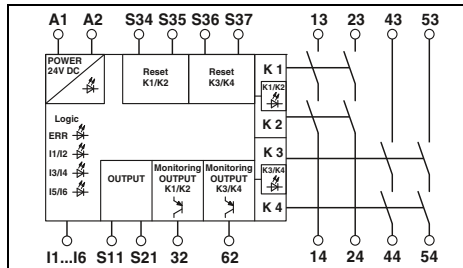 A1 A2 S34 S35 S36 S37 13 23 43 53
POWER
24V DC
Reset
K1/K2
Reset
K3/K4
K 1
K1/K2
K 2
Logic
ERR
I1/I2
I3/I4
I5/I6
K 3
K3/K4
K 4
OUTPUT
Monitoring
OUTPUT
K1/K2
Monitoring
OUTPUT
K3/K4
I1...I6 S11 S21 32 62 14 24 44 54